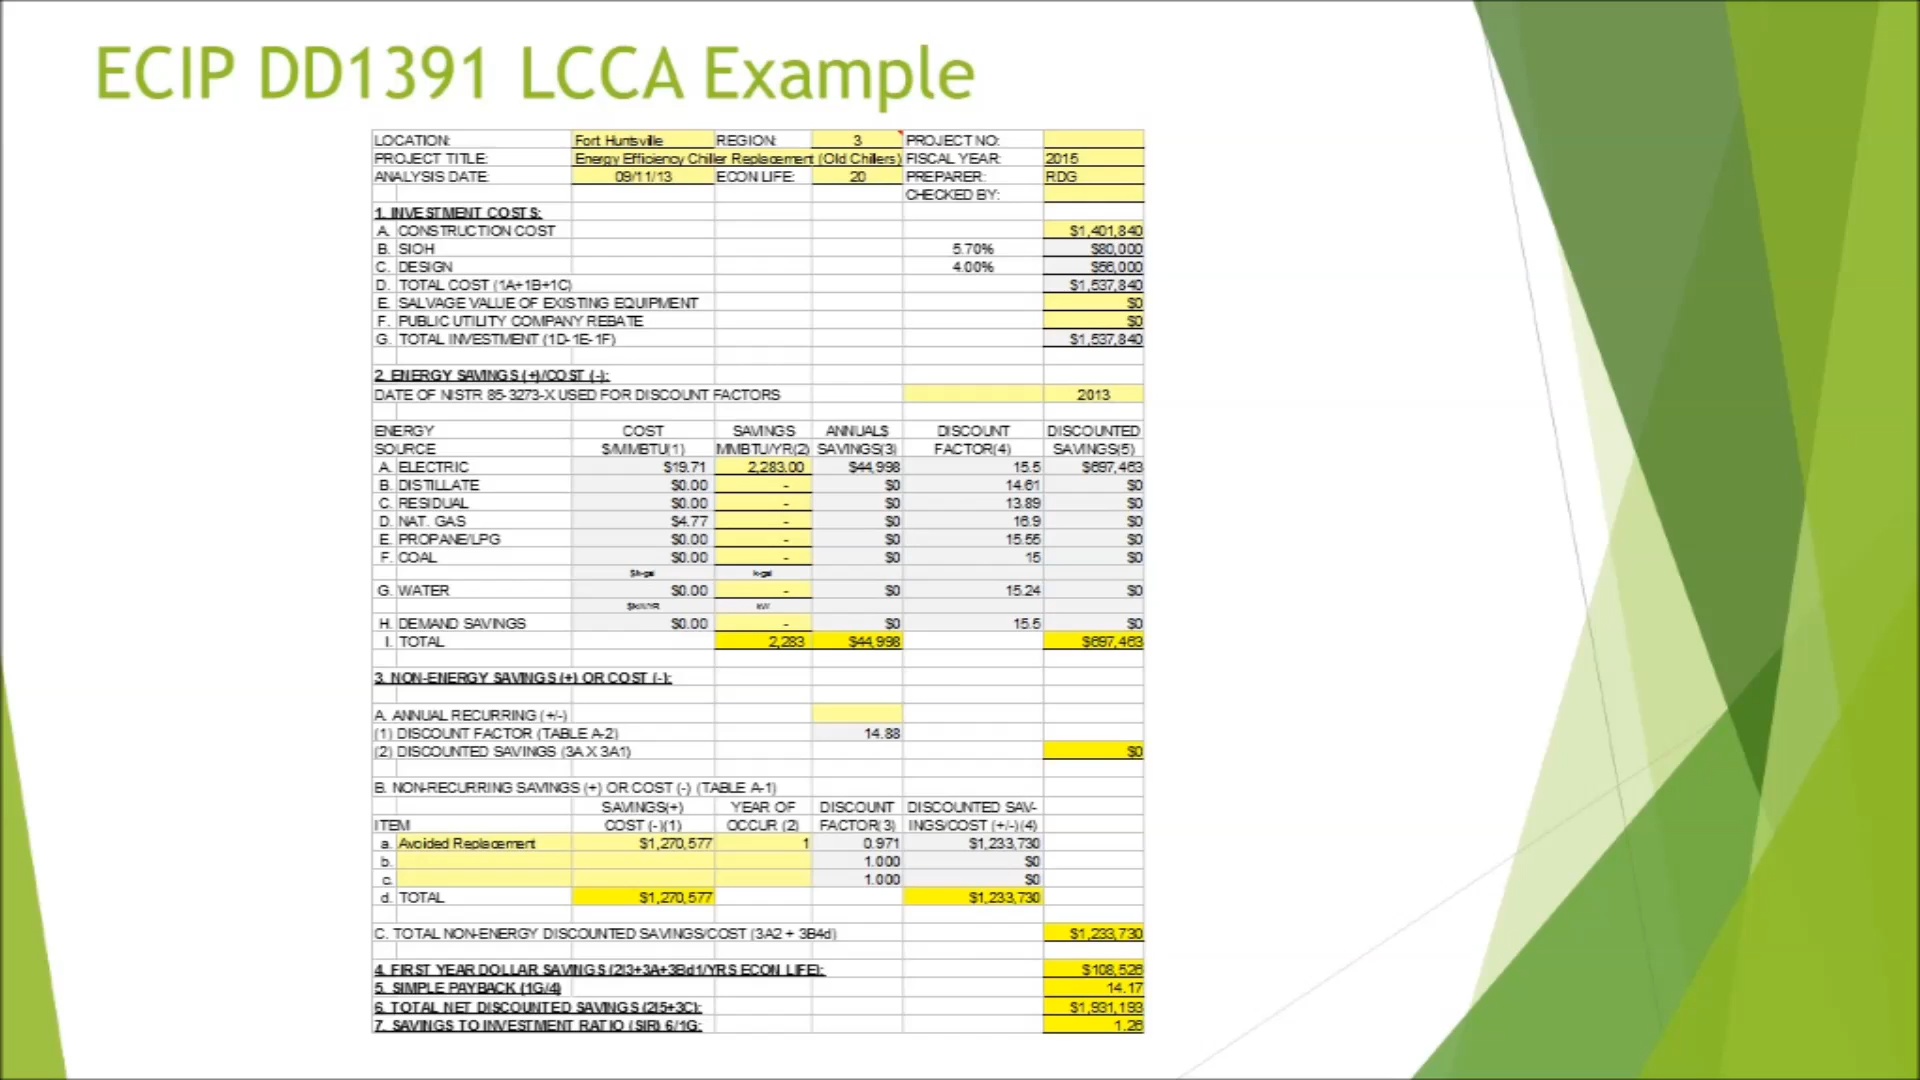 ECIP DD1391 LCCA Example
LOCATION: Fort Huntsville REGION: 3 PROJECT NO:
PROJECT TITLE: Energy Efficiency Chiller Replacement (Old Chillers) FISCAL YEAR: 2015
ANALYSIS DATE: 09/11/13 ECON LIFE: 20 PREPARER: RDG
CHECKED BY:
1. INVESTMENT COSTS:
A. CONSTRUCTION COST $1,401,840
B. SIOH 5.70% $80,000
C. DESIGN 4.00% $56,000
D. TOTAL COST (1A+1B+1C) $1,537,840
E. SALVAGE VALUE OF EXISTING EQUIPMENT $0
F. PUBLIC UTILITY COMPANY REBATE $0
G. TOTAL INVESTMENT (1D-1E-1F) $1,537,840
2. ENERGY SAVINGS (+)/COST (-):
DATE OF NISTR 85-3273-X USED FOR DISCOUNT FACTORS 2013
ENERGY COST SAVINGS ANNUAL$ DISCOUNT DISCOUNTED
SOURCE $/MMBTU(1) MMBTU/YR(2) SAVINGS(3) FACTOR(4) SAVINGS(5)
A. ELECTRIC $19.71 2,283.00 $44,998 15.5 $697,463
B. DISTILLATE $0.00 - $0 14.61 $0
C. RESIDUAL $0.00 - $0 13.89 $0
D. NAT. GAS $4.77 - $0 16.9 $0
E. PROPANE/LPG $0.00 - $0 15.55 $0
F. COAL $0.00 - $0 15 $0
$/k-gal k-gal
G. WATER $0.00 - $0 15.24 $0
$kW/YR kW
H. DEMAND SAVINGS $0.00 - $0 15.5 $0
I. TOTAL 2,283 $44,998 $697,463
3. NON-ENERGY SAVINGS (+) OR COST (-):
A. ANNUAL RECURRING (+/-)
(1) DISCOUNT FACTOR (TABLE A-2) 14.88
(2) DISCOUNTED SAVINGS (3A X 3A1) $0
B. NON-RECURRING SAVINGS (+) OR COST (-) (TABLE A-1)
SAVINGS(+) YEAR OF DISCOUNT DISCOUNTED SAV-
ITEM COST (-)(1) OCCUR (2) FACTOR(3) INGS/COST (+/-)(4)
a. Avoided Replacement $1,270,577 1 0.971 $1,233,730
b. 1.000 $0
c. 1.000 $0
d. TOTAL $1,270,577 $1,233,730
C. TOTAL NON-ENERGY DISCOUNTED SAVINGS/COST (3A2 + 3B4d) $1,233,730
4. FIRST YEAR DOLLAR SAVINGS (2I3+3A+3Bd1/YRS ECON LIFE): $108,526
5. SIMPLE PAYBACK (1G/4) 14.17
6. TOTAL NET DISCOUNTED SAVINGS (2I5+3C): $1,931,193
7. SAVINGS TO INVESTMENT RATIO (SIR) 6/1G: 1.26